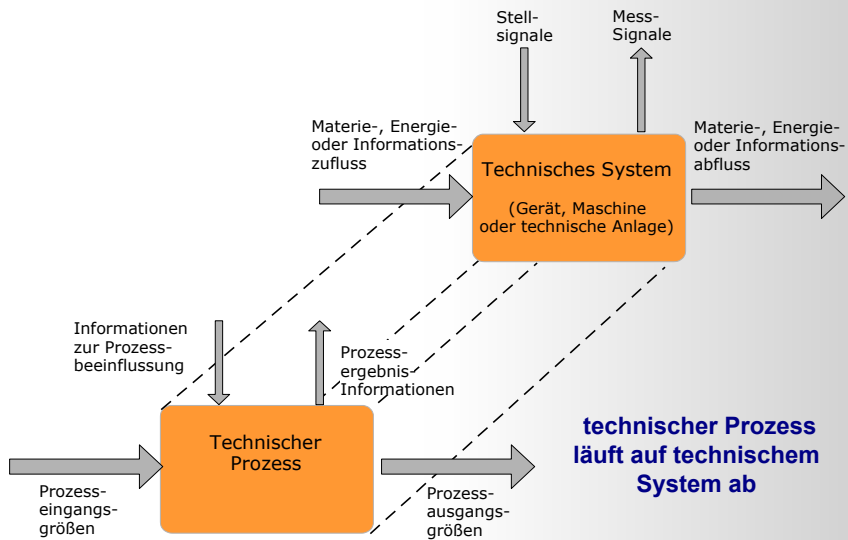 Stell-
signale
Mess-
Signale
Materie-, Energie-
oder Informations-
zufluss
Technisches System
(Gerät, Maschine
oder technische Anlage)
Materie-, Energie-
oder Informations-
abfluss
Informationen
zur Prozess-
beeinflussung
Prozess-
ergebnis-
Informationen
Technischer
Prozess
Prozess-
eingangs-
größen
Prozess-
ausgangs-
größen
technischer Prozess
läuft auf technischem
System ab